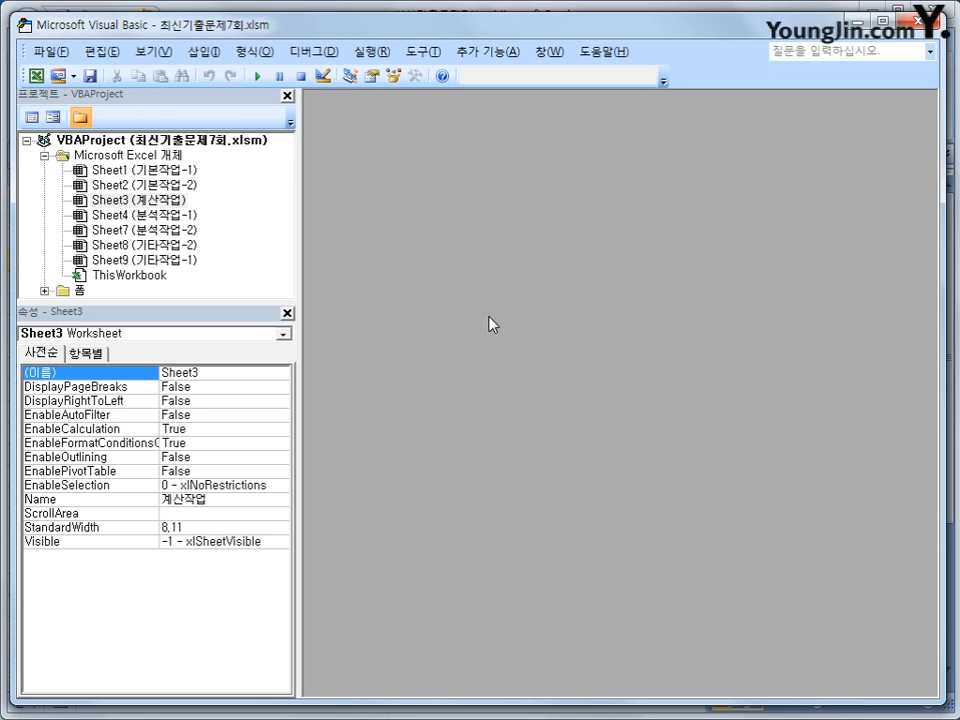 Microsoft Visual Basic - 최신기출문제7회.xlsm
YoungJin.com Y.
파일(F) 편집(E) 보기(V) 삽입(I) 형식(O) 디버그(D) 실행(R) 도구(T) 추가 기능(A) 창(W) 도움말(H) 질문을 입력하십시오.
프로젝트 - VBAProject
VBAProject (최신기출문제7회.xlsm)
Microsoft Excel 개체
Sheet1 (기본작업-1)
Sheet2 (기본작업-2)
Sheet3 (계산작업)
Sheet4 (분석작업-1)
Sheet7 (분석작업-2)
Sheet8 (기타작업-2)
Sheet9 (기타작업-1)
ThisWorkbook
폼
속성 - Sheet3
Sheet3 Worksheet
사전순 항목별
(이름) Sheet3
DisplayPageBreaks False
DisplayRightToLeft False
EnableAutoFilter False
EnableCalculation True
EnableFormatConditionsC True
EnableOutlining False
EnablePivotTable False
EnableSelection 0 - xlNoRestrictions
Name 계산작업
ScrollArea
StandardWidth 8,11
Visible -1 - xlSheetVisible